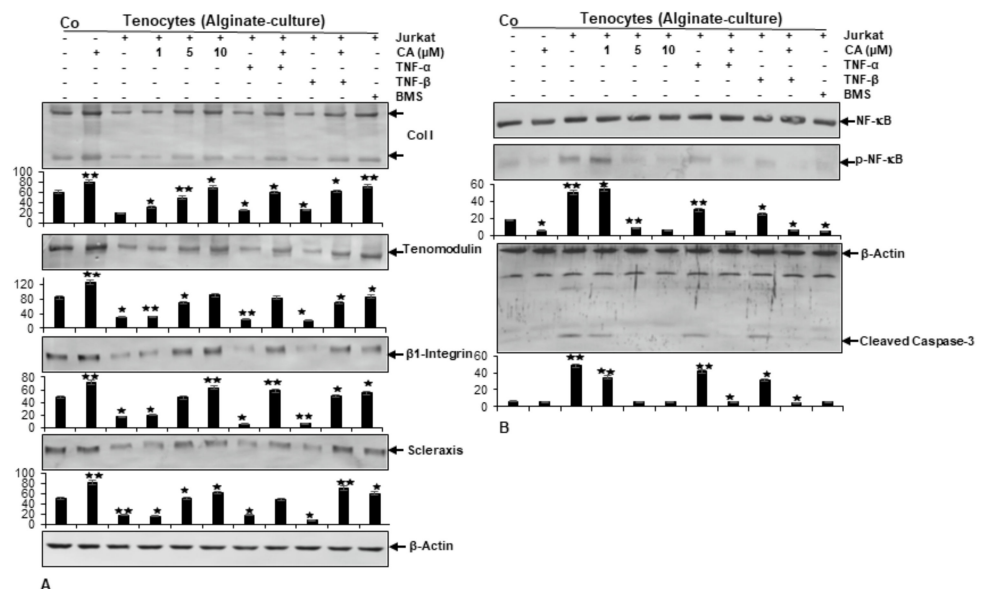 Co Tenocytes (Alginate-culture)
- - + + + + + + + + + Jurkat
- + - 1 5 10 - + - + - CA (μM)
- - - - - - + + - - - TNF-α
- - - - - - - - + + - TNF-β
- - - - - - - - - - + BMS
Col I
100
80
60
40
20
0
★★ ★ ★★ ★ ★ ★ ★ ★ ★★
Tenomodulin
120
80
40
0
★★ ★ ★★ ★ ★★ ★ ★ ★
β1-Integrin
80
60
40
20
0
★★ ★ ★ ★★ ★ ★★ ★★ ★ ★
Scleraxis
100
80
60
40
20
0
★★ ★★ ★ ★ ★ ★ ★ ★★ ★
β-Actin
A
Co Tenocytes (Alginate-culture)
- - + + + + + + + + + Jurkat
- + - 1 5 10 - + - + - CA (μM)
- - - - - - + + - - - TNF-α
- - - - - - - - + + - TNF-β
- - - - - - - - - - + BMS
NF-κB
p-NF-κB
60
40
20
0
★ ★★ ★ ★★ ★★ ★ ★ ★
β-Actin
Cleaved Caspase-3
60
40
20
0
★★ ★★ ★★ ★ ★ ★
B